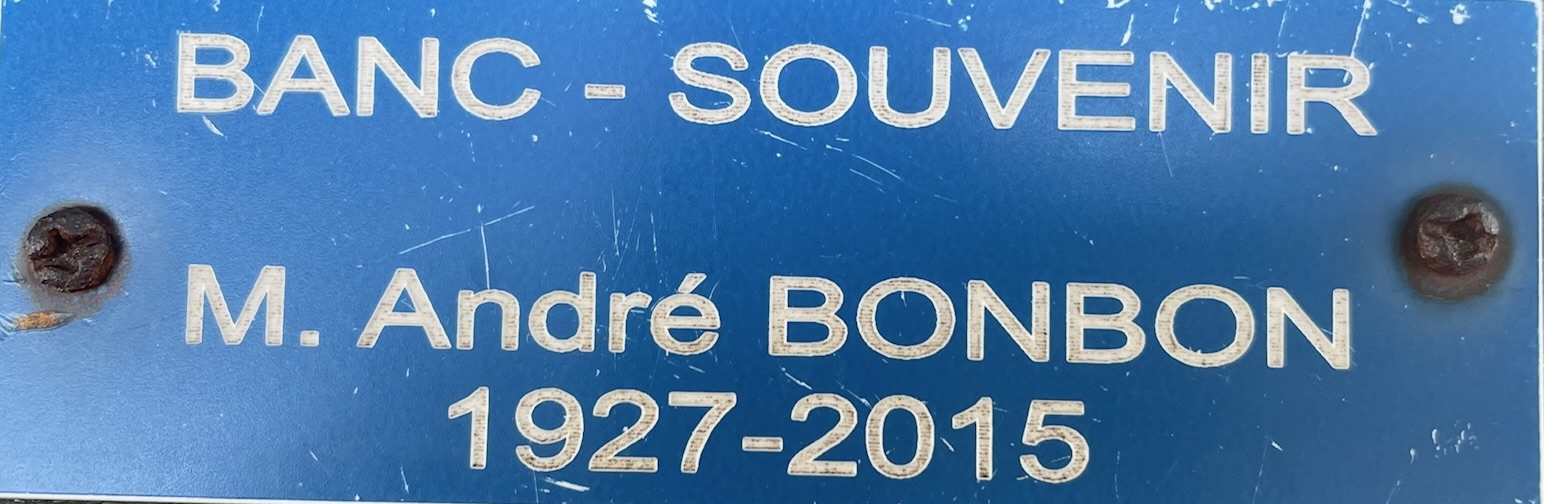 BANC - SOUVENIR
M. André BONBON
1927-2015